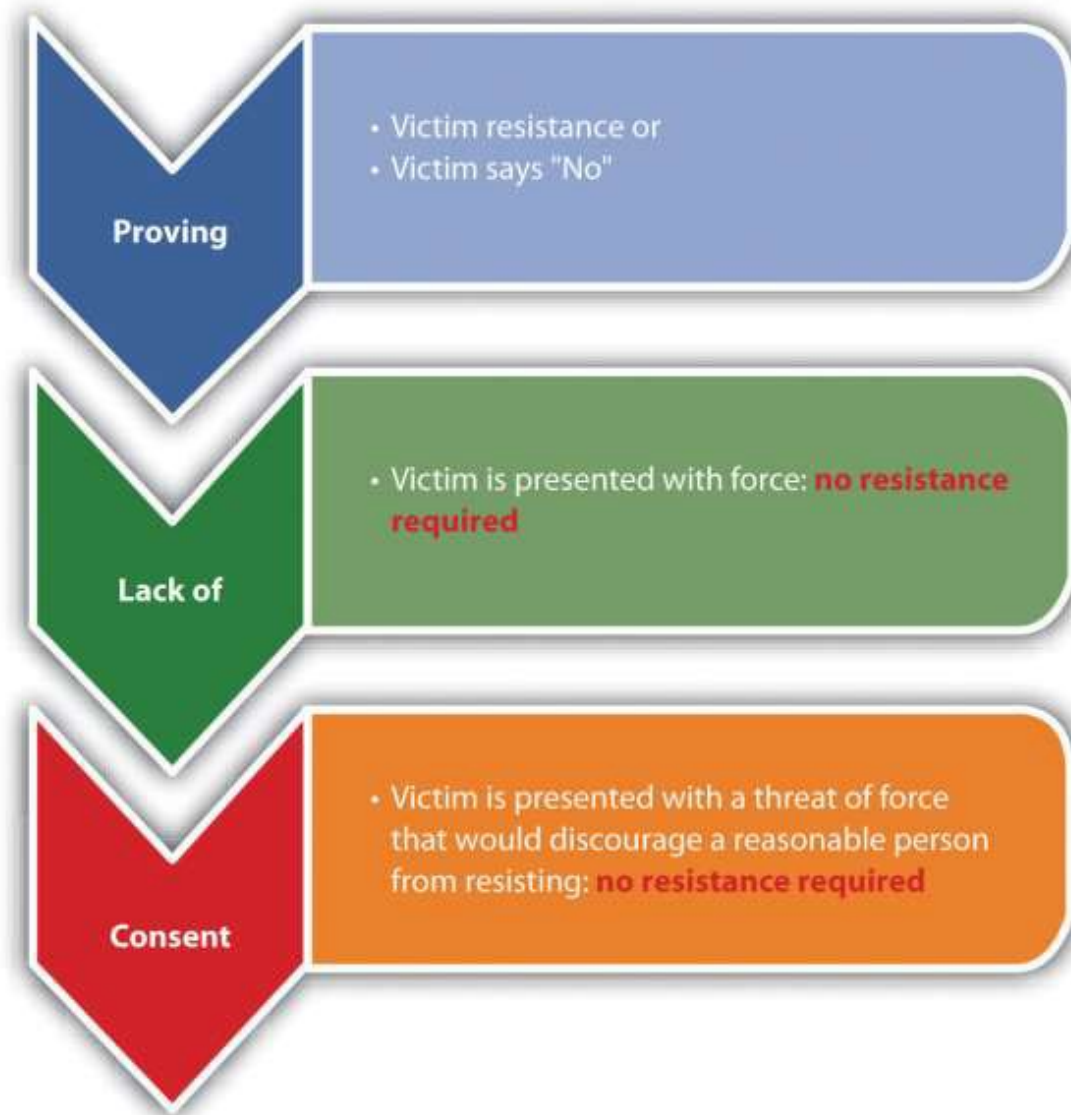 Proving
• Victim resistance or
• Victim says "No"
Lack of
• Victim is presented with force: no resistance
required
Consent
• Victim is presented with a threat of force
that would discourage a reasonable person
from resisting: no resistance required